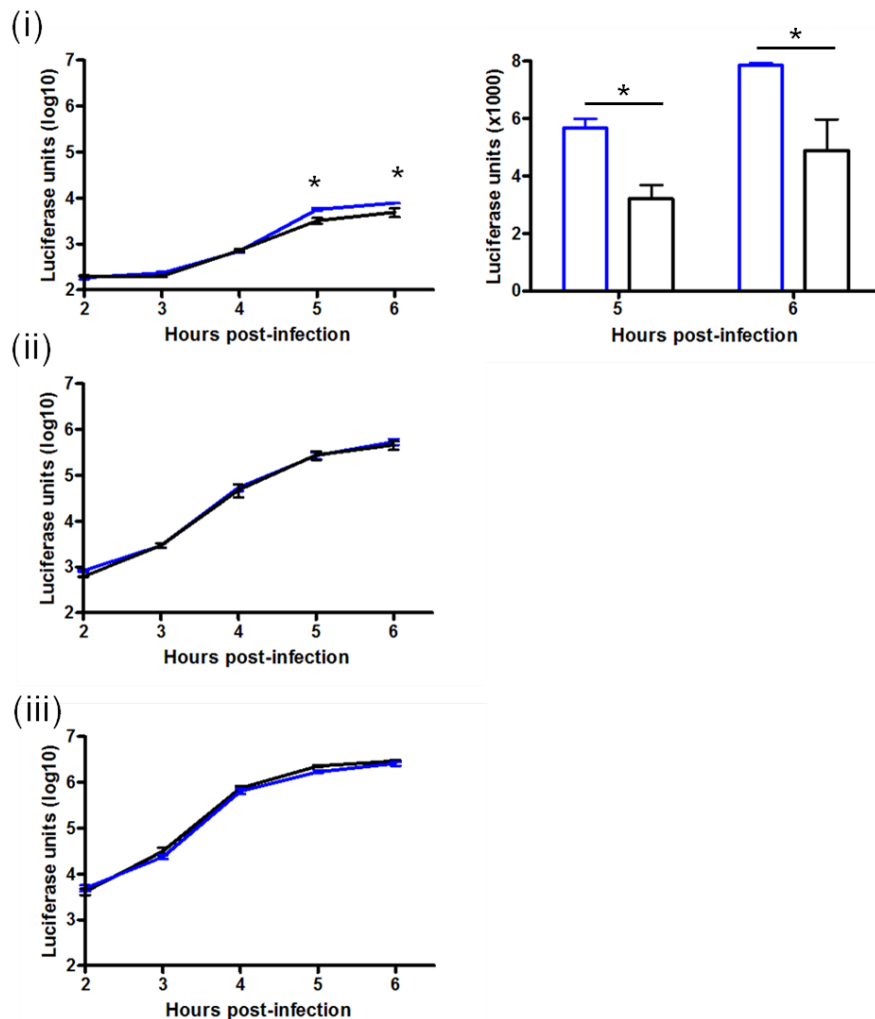 (i)
Luciferase units (log10)
7
6
5
4
3
2
* *
2 3 4 5 6
Hours post-infection
Luciferase units (x1000)
8
6
4
2
0
* *
5 6
Hours post-infection
(ii)
Luciferase units (log10)
7
6
5
4
3
2
2 3 4 5 6
Hours post-infection
(iii)
Luciferase units (log10)
7
6
5
4
3
2
2 3 4 5 6
Hours post-infection